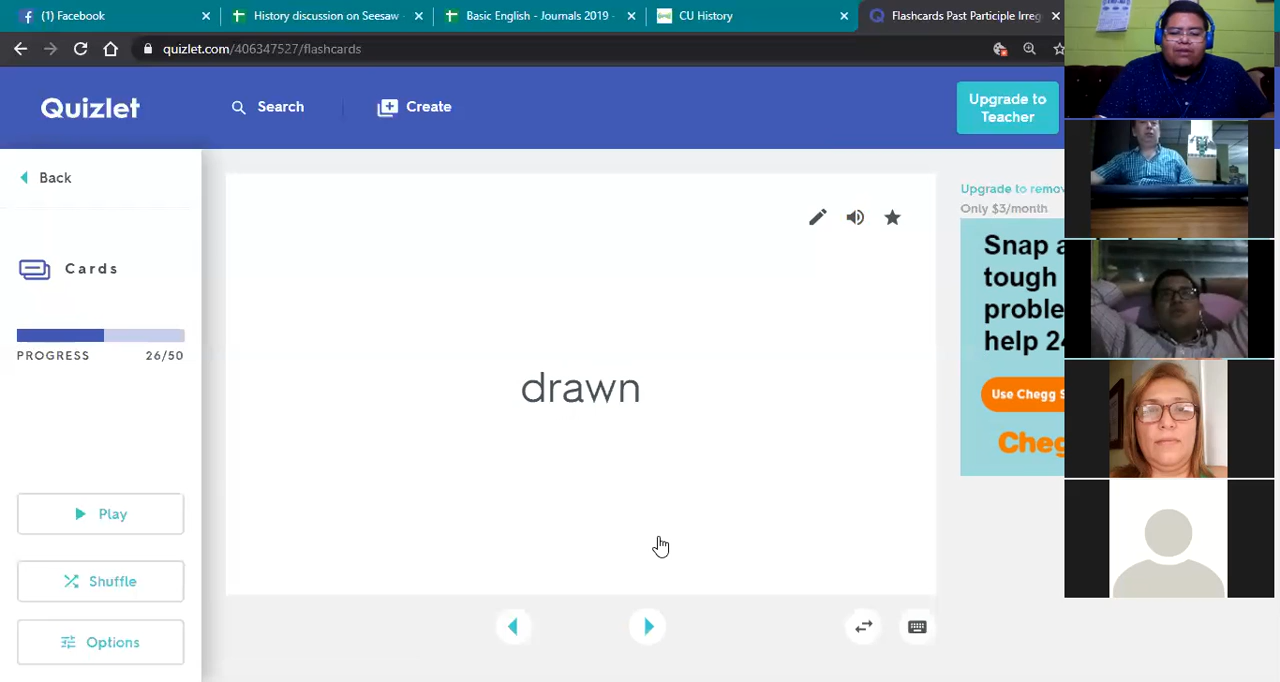 (1) Facebook
History discussion on Seesaw
Basic English - Journals 2019 -
CU History
Flashcards Past Participle Irreg
quizlet.com/406347527/flashcards
Quizlet
Search
Create
Upgrade to
Teacher
Back
Cards
PROGRESS 26/50
Play
Shuffle
Options
drawn
Upgrade to remov
Only $3/month
Snap a
tough
proble
help 24
Use Chegg S
Cheg